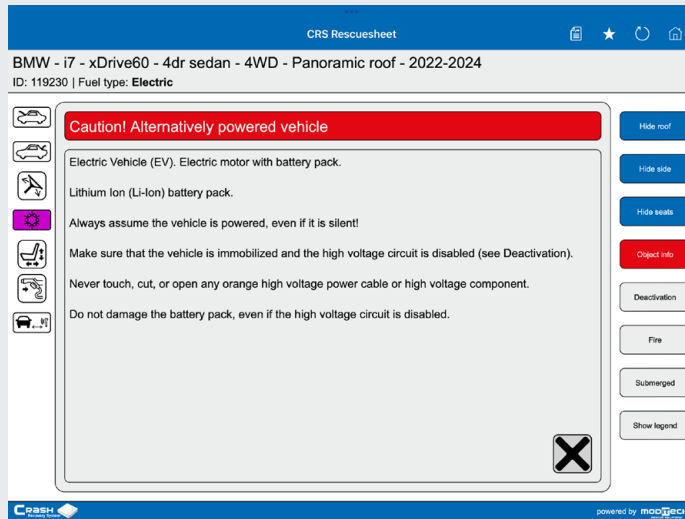 CRS Rescuesheet
BMW - i7 - xDrive60 - 4dr sedan - 4WD - Panoramic roof - 2022-2024
ID: 119230 | Fuel type: Electric
Caution! Alternatively powered vehicle
Electric Vehicle (EV). Electric motor with battery pack.
Lithium Ion (Li-Ion) battery pack.
Always assume the vehicle is powered, even if it is silent!
Make sure that the vehicle is immobilized and the high voltage circuit is disabled (see Deactivation).
Never touch, cut, or open any orange high voltage power cable or high voltage component.
Do not damage the battery pack, even if the high voltage circuit is disabled.
Hide roof
Hide side
Hide seats
Object info
Deactivation
Fire
Submerged
Show legend
Crash
Recovery System
powered by MODITECH